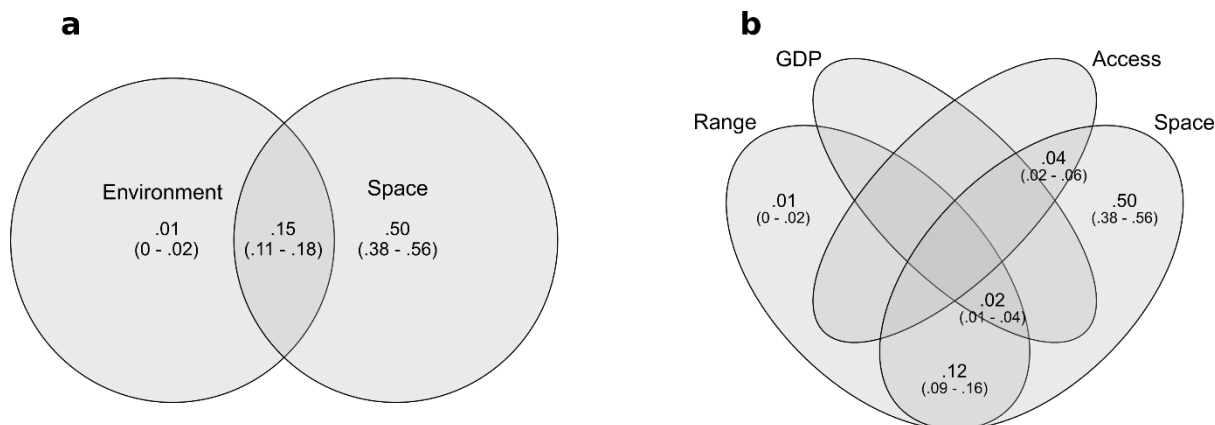 a
Environment
.01
(0 - .02)
.15
(.11 - .18)
Space
.50
(.38 - .56)
b
GDP
Access
Range
Space
.04
(.02 - .06)
.01
(0 - .02)
.50
(.38 - .56)
.02
(.01 - .04)
.12
(.09 - .16)